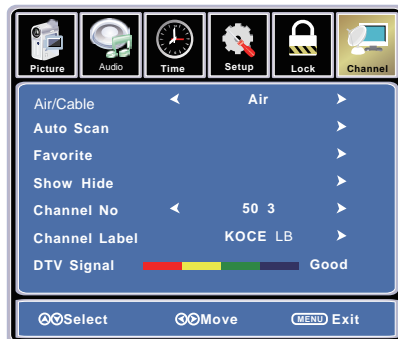 Picture Audio Time Setup Lock Channel
Air/Cable Air
Auto Scan
Favorite
Show Hide
Channel No 50 3
Channel Label KOCE LB
DTV Signal Good
Select Move MENU Exit